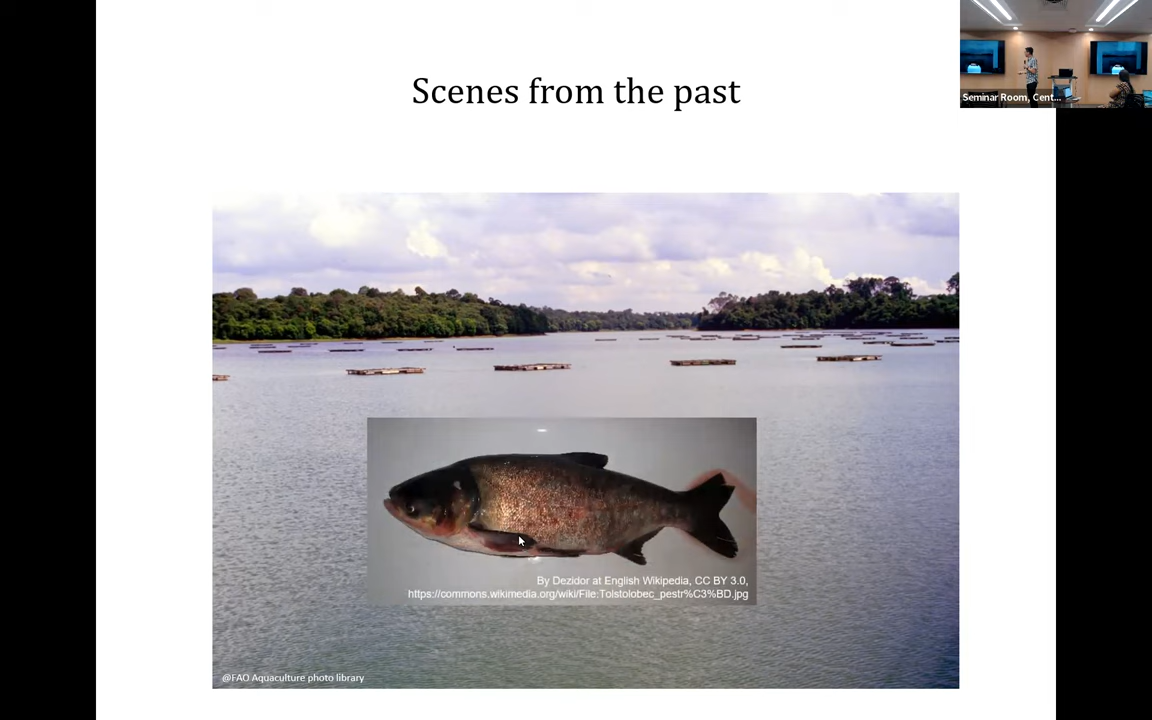 Scenes from the past
Seminar Room, Cent...
By Dezidor at English Wikipedia, CC BY 3.0,
https://commons.wikimedia.org/wiki/File:Tolstolobec_pestr%C3%BD.jpg
@FAO Aquaculture photo library